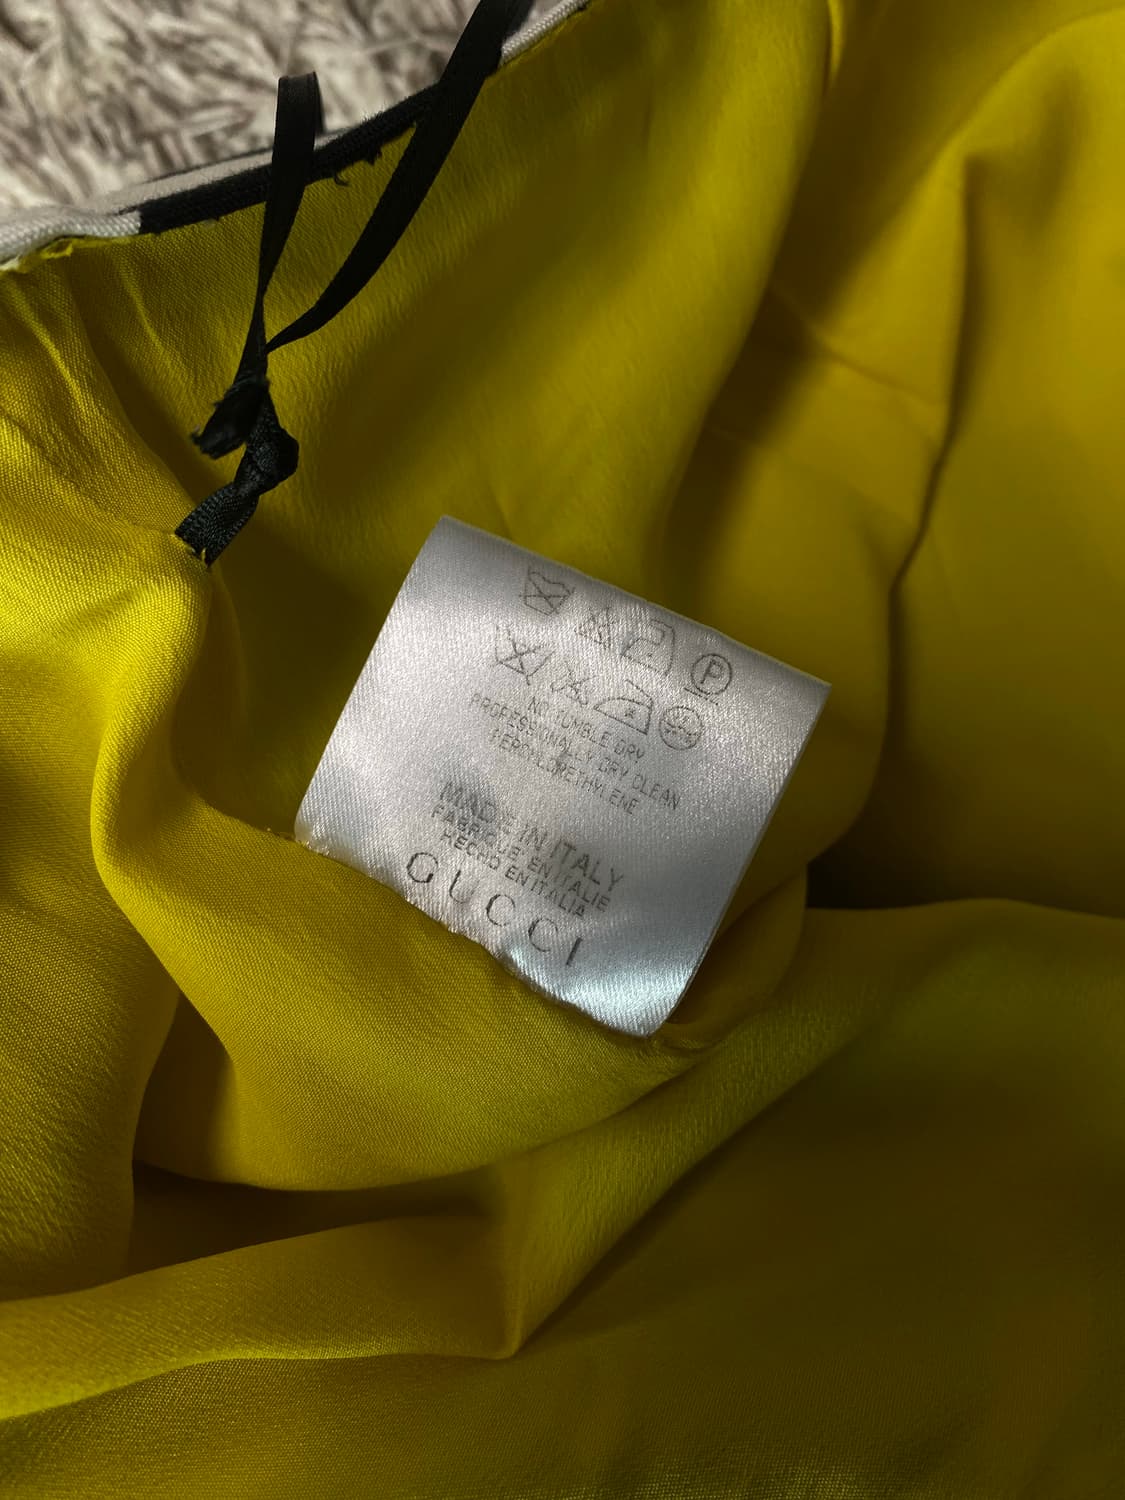 P
NO TUMBLE DRY
PROFESSIONALLY DRY CLEAN
PERCHLORETHYLENE
MADE IN ITALY
FABRIQUE' EN ITALIE
HECHO EN ITALIA
GUCCI